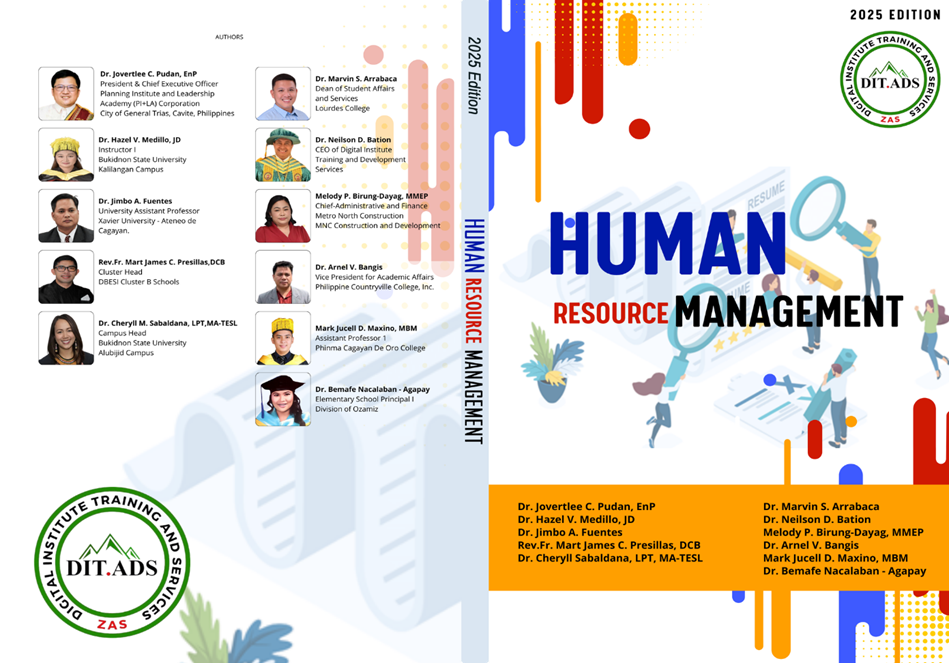 AUTHORS
Dr. Jovertlee C. Pudan, EnP
President & Chief Executive Officer
Planning Institute and Leadership
Academy (PI+LA) Corporation
City of General Trias, Cavite, Philippines
Dr. Hazel V. Medillo, JD
Instructor I
Bukidnon State University
Kalilangan Campus
Dr. Jimbo A. Fuentes
University Assistant Professor
Xavier University - Ateneo de
Cagayan.
Rev.Fr. Mart James C. Presillas,DCB
Cluster Head
DBESI Cluster B Schools
Dr. Cheryll M. Sabaldana, LPT,MA-TESL
Campus Head
Bukidnon State University
Alubijid Campus
Dr. Marvin S. Arrabaca
Dean of Student Affairs
and Services
Lourdes College
Dr. Neilson D. Bation
CEO of Digital Institute
Training and Development
Services
Melody P. Birung-Dayag, MMEP
Chief-Administrative and Finance
Metro North Construction
MNC Construction and Development
Dr. Arnel V. Bangis
Vice President for Academic Affairs
Philippine Countryville College, Inc.
Mark Jucell D. Maxino, MBM
Assistant Professor 1
Phinma Cagayan De Oro College
Dr. Bemafe Nacalaban - Agapay
Elementary School Principal I
Division of Ozamiz
DIGITAL INSTITUTE TRAINING AND SERVICES
DIT.ADS
ZAS
2025 Edition
HUMAN RESOURCE MANAGEMENT
2025 EDITION
DIGITAL INSTITUTE TRAINING AND SERVICES
DIT.ADS
ZAS
RESUME
HUMAN
RESOURCE MANAGEMENT
Dr. Jovertlee C. Pudan, EnP
Dr. Hazel V. Medillo, JD
Dr. Jimbo A. Fuentes
Rev.Fr. Mart James C. Presillas, DCB
Dr. Cheryll Sabaldana, LPT, MA-TESL
Dr. Marvin S. Arrabaca
Dr. Neilson D. Bation
Melody P. Birung-Dayag, MMEP
Dr. Arnel V. Bangis
Mark Jucell D. Maxino, MBM
Dr. Bemafe Nacalaban - Agapay